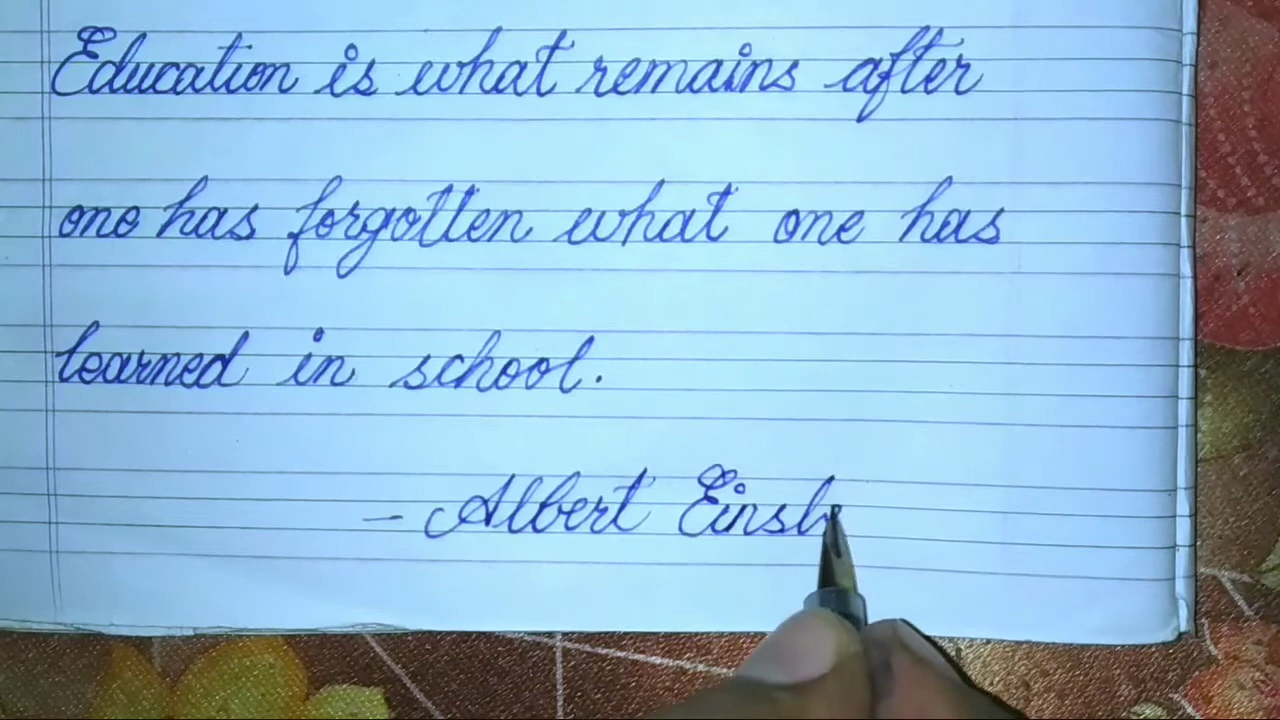 Education is what remains after
one has forgotten what one has
learned in school.
- Albert Einst